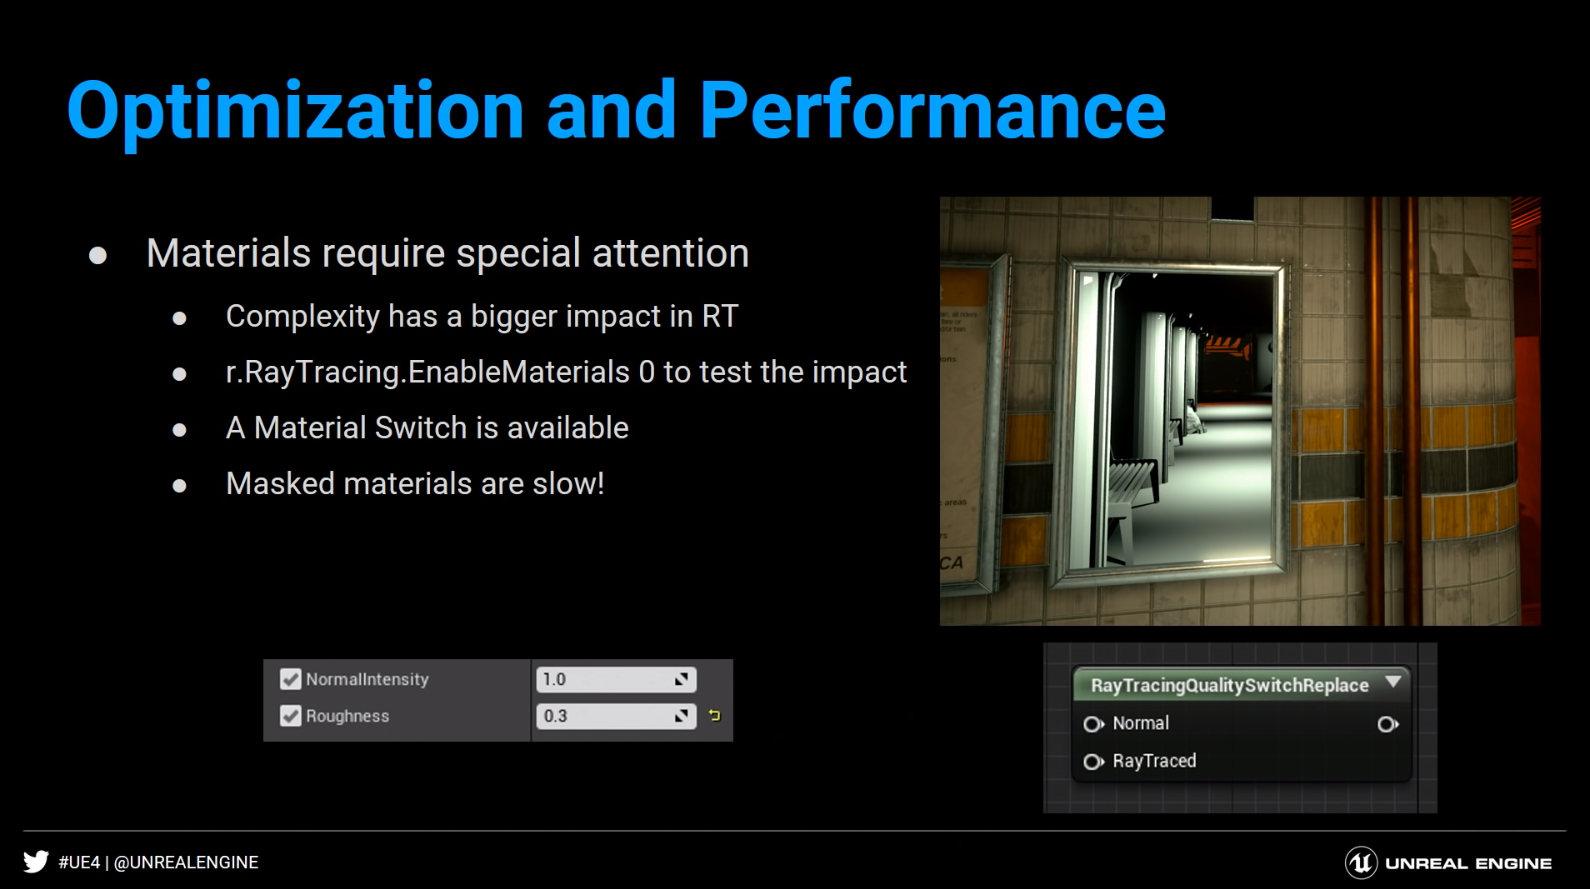 Optimization and Performance
Materials require special attention
Complexity has a bigger impact in RT
r.RayTracing.EnableMaterials 0 to test the impact
A Material Switch is available
Masked materials are slow!
areas
CA
NormalIntensity 1.0
Roughness 0.3
RayTracingQualitySwitchReplace
Normal
RayTraced
#UE4 | @UNREALENGINE
UNREAL ENGINE